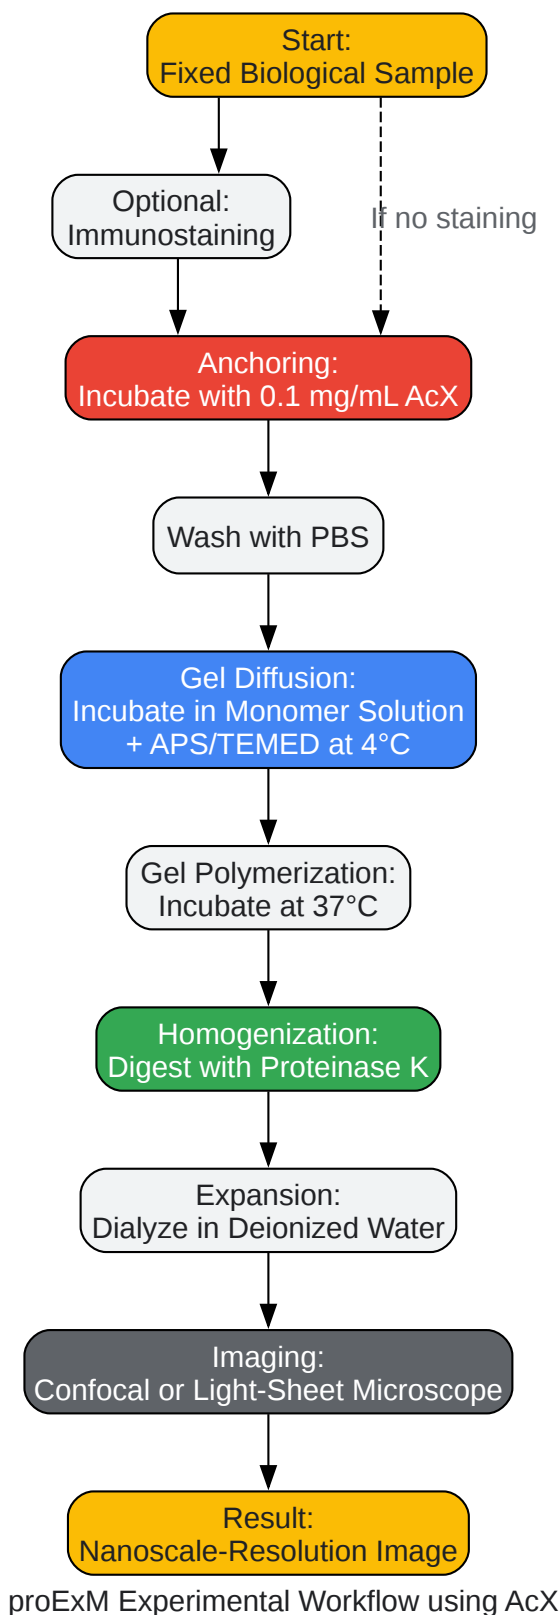 Start:
Fixed Biological Sample
Optional:
Immunostaining
If no staining
Anchoring:
Incubate with 0.1 mg/mL AcX
Wash with PBS
Gel Diffusion:
Incubate in Monomer Solution
+ APS/TEMED at 4°C
Gel Polymerization:
Incubate at 37°C
Homogenization:
Digest with Proteinase K
Expansion:
Dialyze in Deionized Water
Imaging:
Confocal or Light-Sheet Microscope
Result:
Nanoscale-Resolution Image
proExM Experimental Workflow using AcX